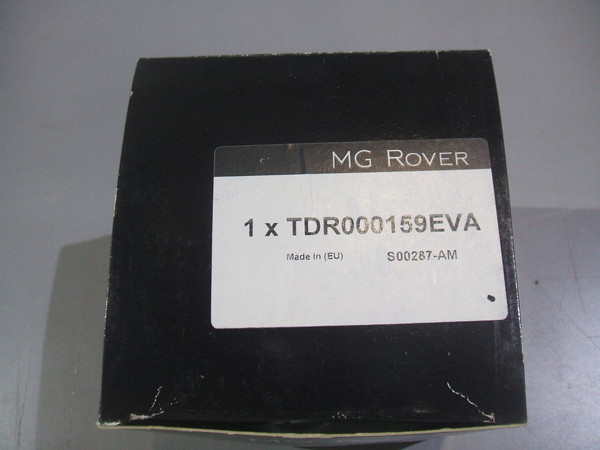 MG ROVER
1 x TDR000159EVA
Made in (EU) S00287-AM